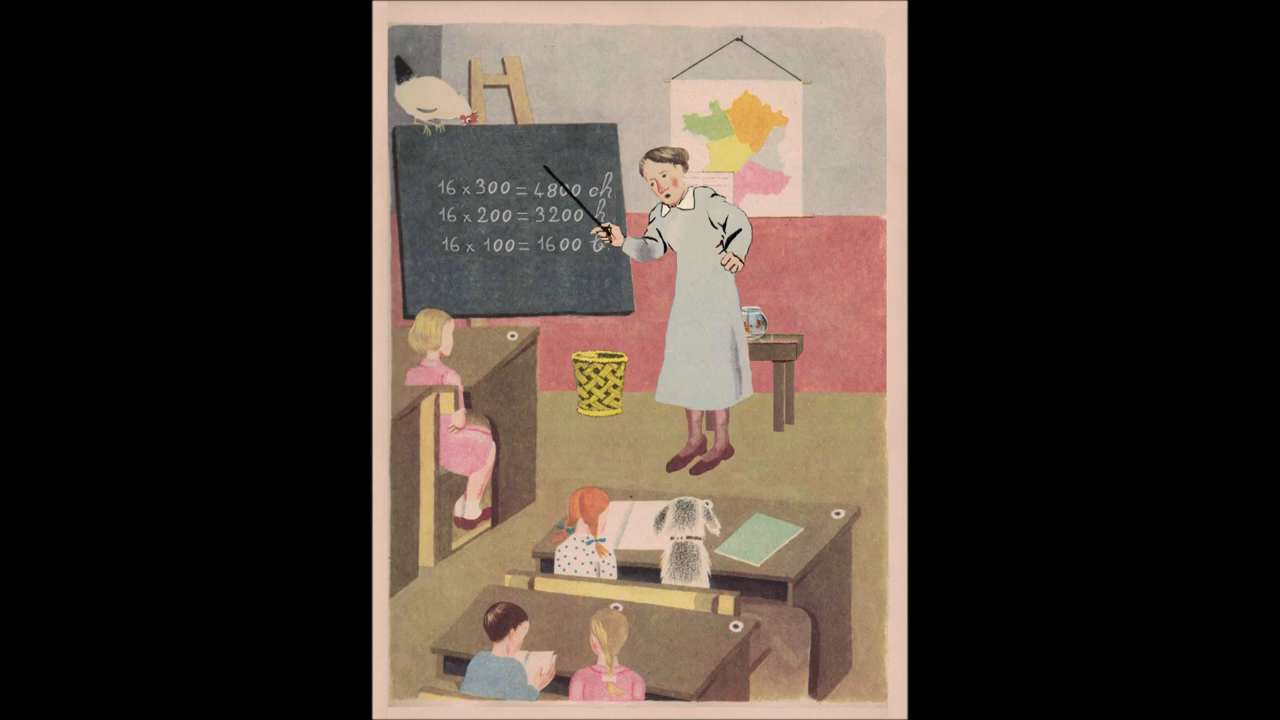 16 x 300 = 4800 ch
16 x 200 = 3200 h
16 x 100 = 1600 t.